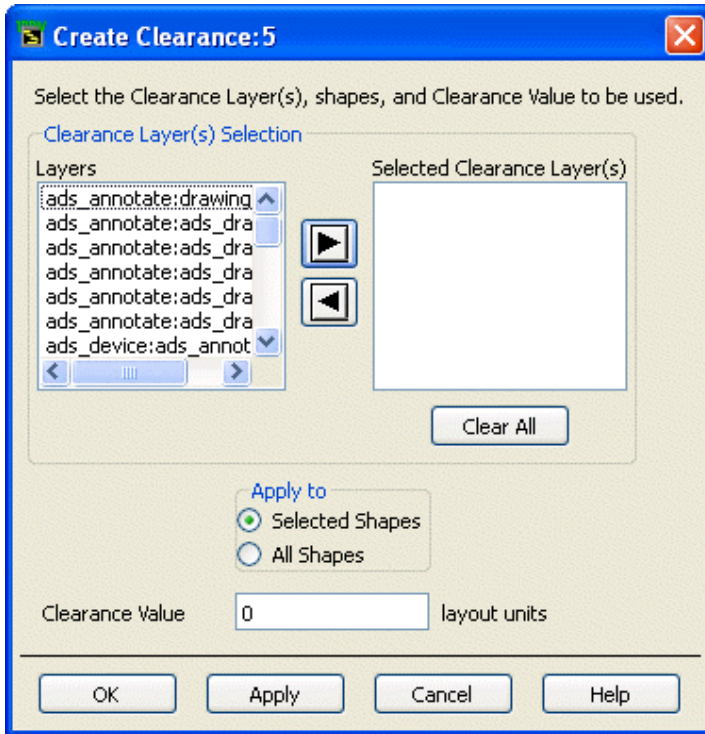 Create Clearance:5
Select the Clearance Layer(s), shapes, and Clearance Value to be used.
Clearance Layer(s) Selection
Layers
ads_annotate:drawing
ads_annotate:ads_dra
ads_annotate:ads_dra
ads_annotate:ads_dra
ads_annotate:ads_dra
ads_annotate:ads_dra
ads_device:ads_annot
Selected Clearance Layer(s)
Clear All
Apply to
Selected Shapes
All Shapes
Clearance Value 0 layout units
OK Apply Cancel Help